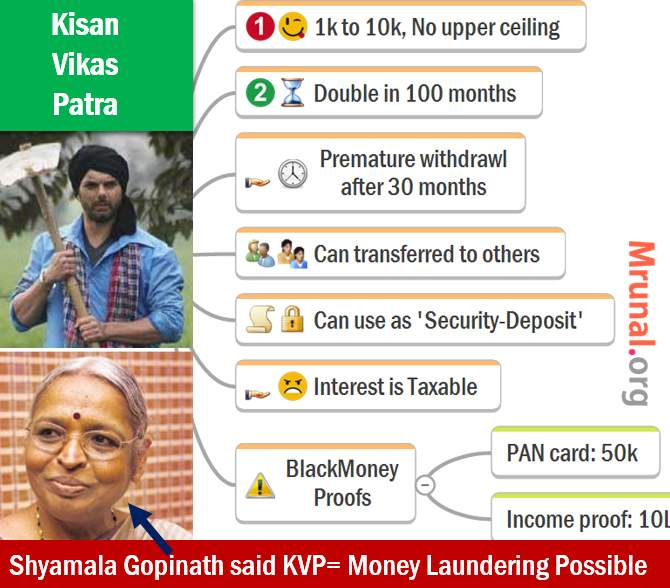 Kisan
Vikas
Patra
1 1k to 10k, No upper ceiling
2 Double in 100 months
Premature withdrawl
after 30 months
Can transferred to others
Can use as 'Security-Deposit'
Interest is Taxable
BlackMoney
Proofs
PAN card: 50k
Income proof: 10L
Mrunal.org
Shyamala Gopinath said KVP= Money Laundering Possible